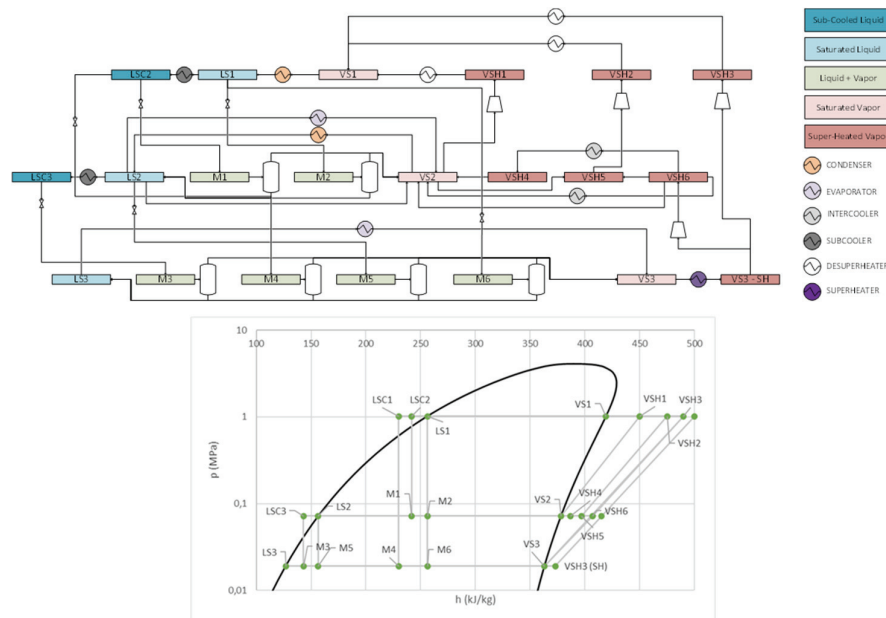 Sub-Cooled Liquid
Saturated Liquid
Liquid + Vapor
Saturated Vapor
Super-Heated Vapo
CONDENSER
EVAPORATOR
INTERCOOLER
SUBCOOLER
DESUPERHEATER
SUPERHEATER
LSC2
LS1
VS1
VSH1
VSH2
VSH3
LSC3
LS2
M1
M2
VS2
VSH4
VSH5
VSH6
LS3
M3
M4
M5
M6
VS3
VS3 - SH
100
150
200
250
300
350
400
450
500
10
1
0,1
0,01
p (MPa)
h (kJ/kg)
LSC1
LSC2
LS1
VS1
VSH1
VSH3
VSH2
LSC3
LS2
M1
M2
VS2
VSH4
VSH6
VSH5
LS3
M3
M5
M4
M6
VS3
VSH3 (SH)